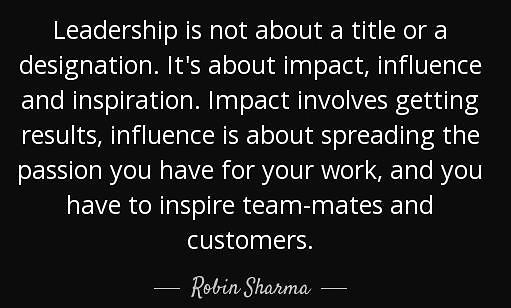 Leadership is not about a title or a
designation. It's about impact, influence
and inspiration. Impact involves getting
results, influence is about spreading the
passion you have for your work, and you
have to inspire team-mates and
customers.
Robin Sharma